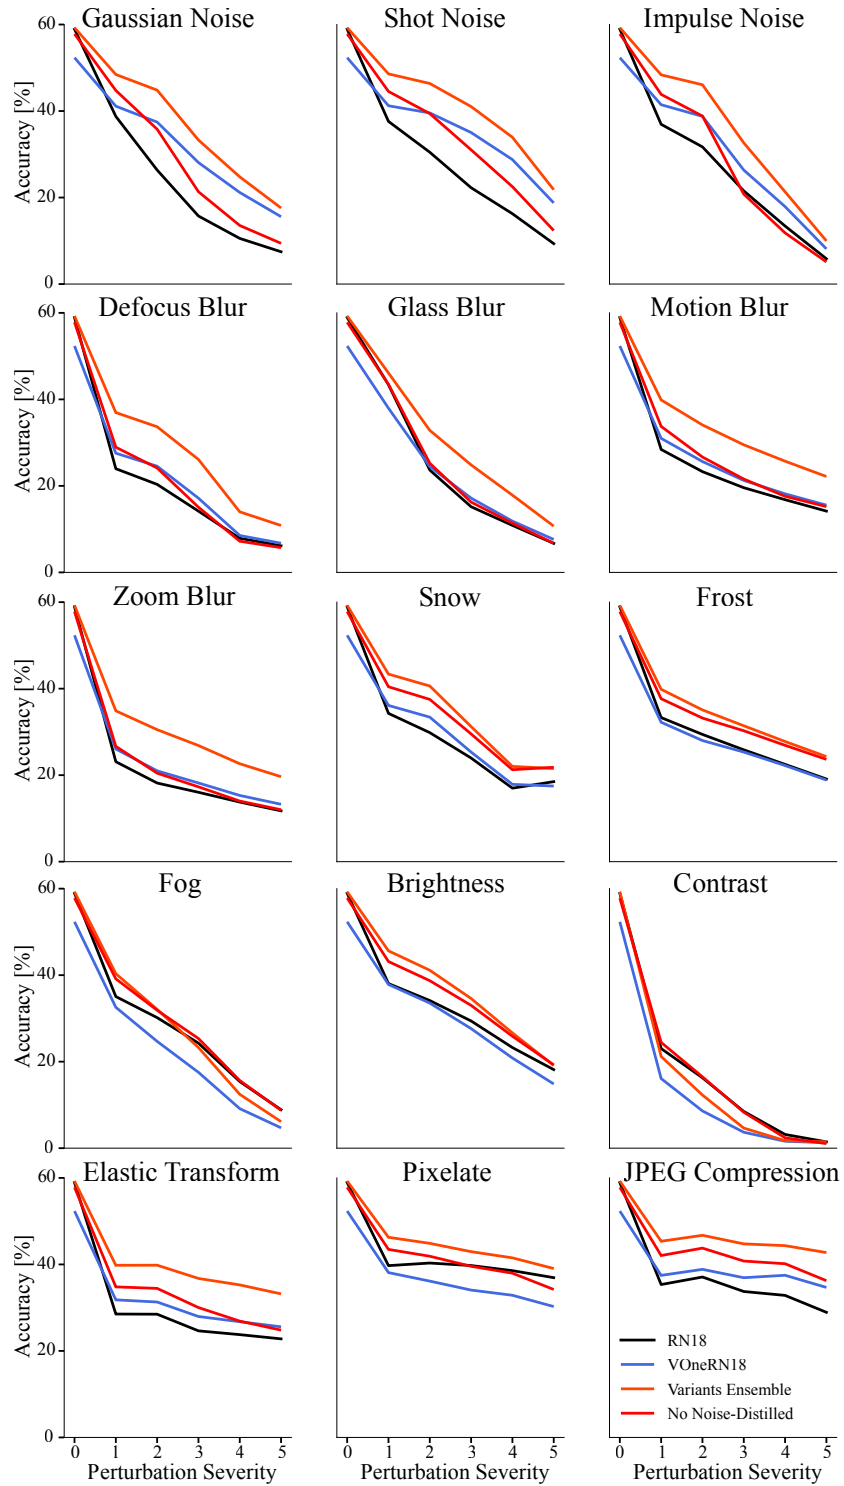 Gaussian Noise
Shot Noise
Impulse Noise
60
40
20
0
Accuracy [%]
Defocus Blur
Glass Blur
Motion Blur
60
40
20
0
Accuracy [%]
Zoom Blur
Snow
Frost
60
40
20
0
Accuracy [%]
Fog
Brightness
Contrast
60
40
20
0
Accuracy [%]
Elastic Transform
Pixelate
JPEG Compression
60
40
20
0
Accuracy [%]
RN18
VOneRN18
Variants Ensemble
No Noise-Distilled
0 1 2 3 4 5
0 1 2 3 4 5
0 1 2 3 4 5
Perturbation Severity
Perturbation Severity
Perturbation Severity